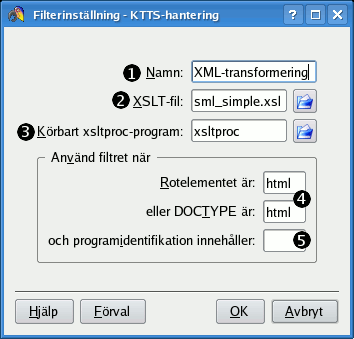 Filterinställning - KTTS-hantering
1 Namn: XML-transformering
2 XSLT-fil: sml_simple.xsl
3 Körbart xsltproc-program: xsltproc
Använd filtret när
Rotelementet är: html
4
eller DOCTYPE är: html
och programidentifikation innehåller: 5
Hjälp Förval OK Avbryt